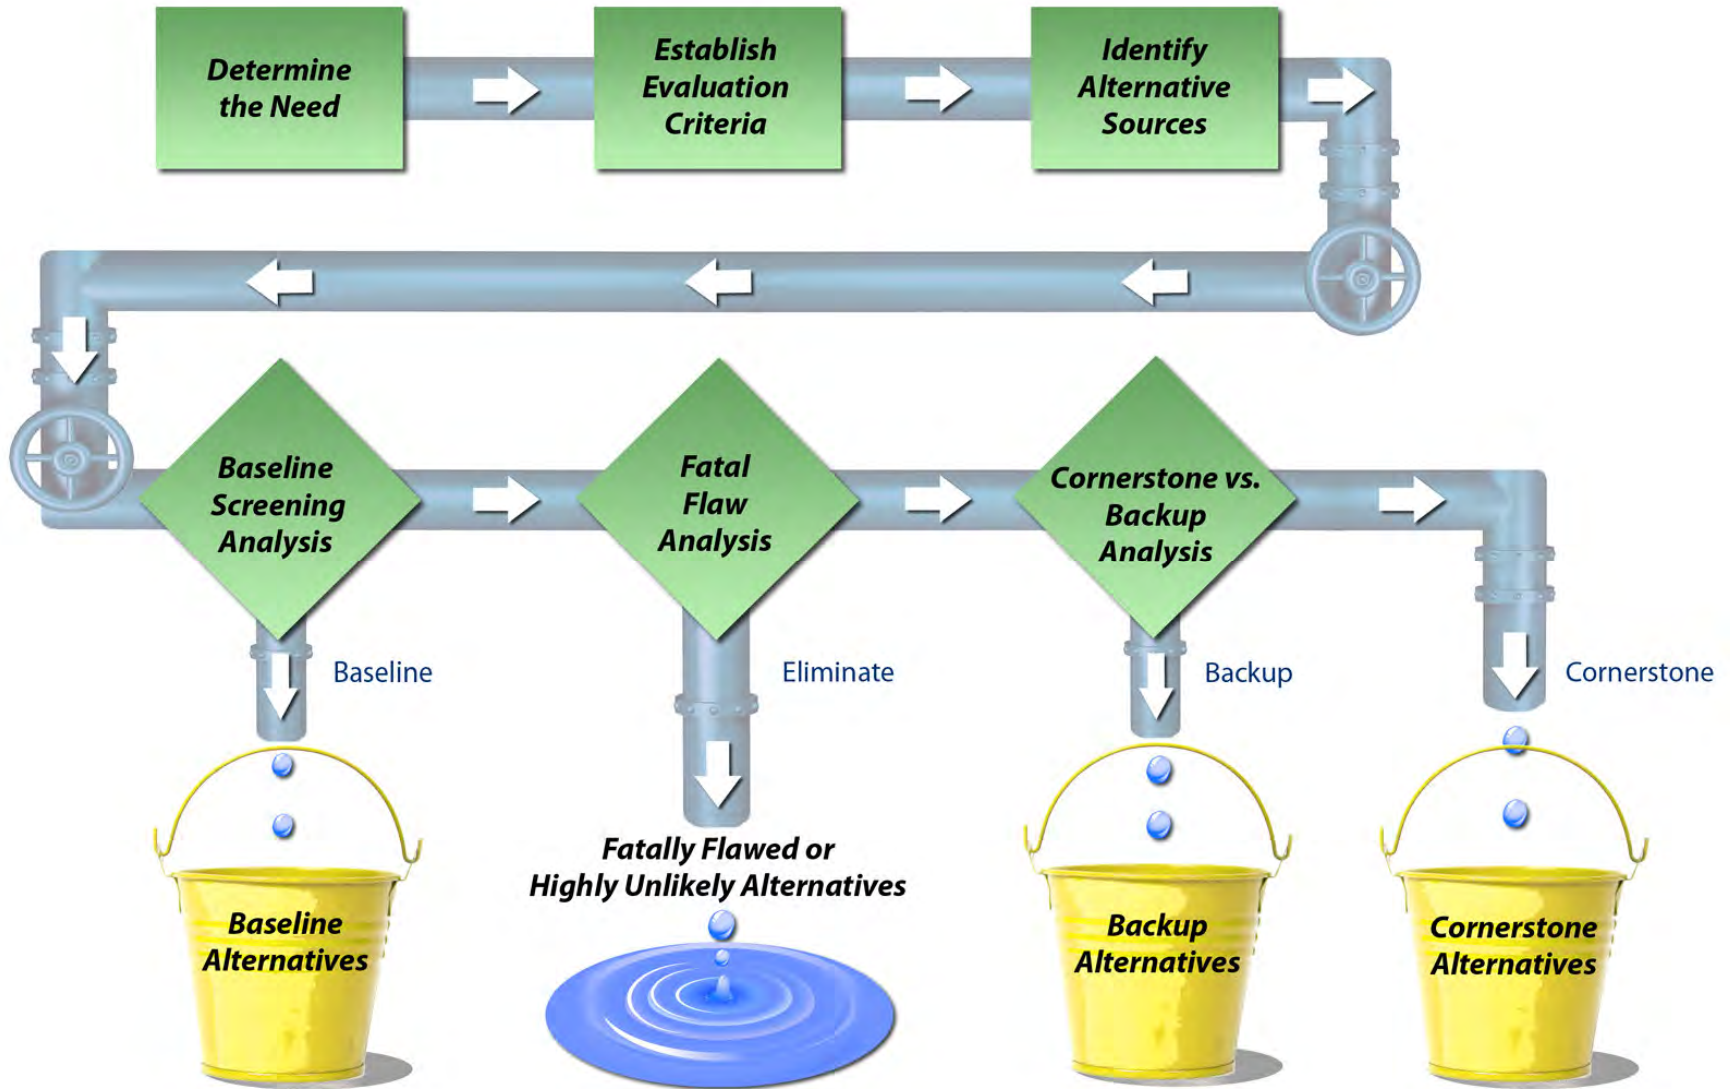 Determine
the Need
Establish
Evaluation
Criteria
Identify
Alternative
Sources
Baseline
Screening
Analysis
Fatal
Flaw
Analysis
Cornerstone vs.
Backup
Analysis
Baseline
Eliminate
Backup
Cornerstone
Fatally Flawed or
Highly Unlikely Alternatives
Baseline
Alternatives
Backup
Alternatives
Cornerstone
Alternatives